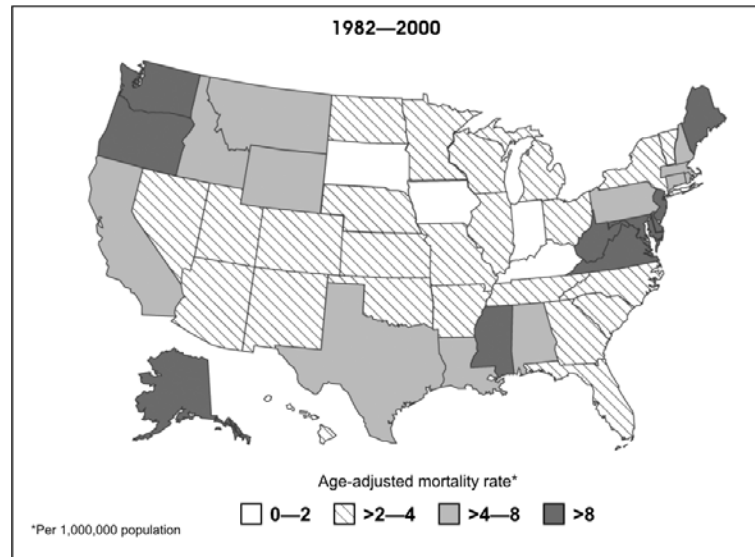 1982—2000
Age-adjusted mortality rate*
0—2 >2—4 >4—8 >8
*Per 1,000,000 population